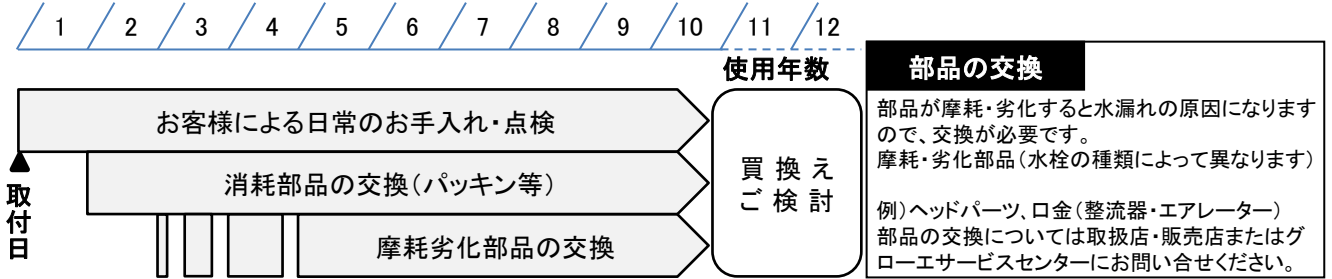 1 2 3 4 5 6 7 8 9 10 11 12
使用年数
お客様による日常のお手入れ・点検
消耗部品の交換(パッキン等)
摩耗劣化部品の交換
取付日
買換え
ご検討
部品の交換
部品が摩耗・劣化すると水漏れの原因になります
ので、交換が必要です。
摩耗・劣化部品(水栓の種類によって異なります)
例)ヘッドパーツ、口金(整流器・エアレーター)
部品の交換については取扱店・販売店またはグ
ローエサービスセンターにお問い合せください。